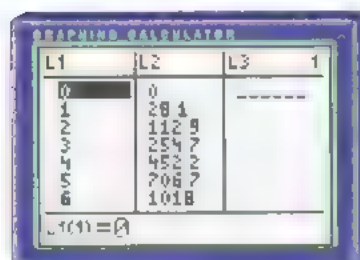 GRAPHING CALCULATOR
L1 L2 L3 1
0 0 ------
1 28.1
2 112.9
3 254.7
4 452.2
5 706.7
6 1018
L1(1)=0